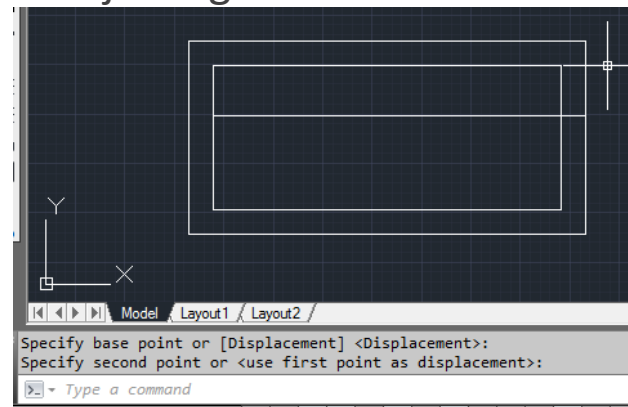 Y
X
Model Layout1 Layout2
Specify base point or [Displacement] <Displacement>:
Specify second point or <use first point as displacement>:
Type a command